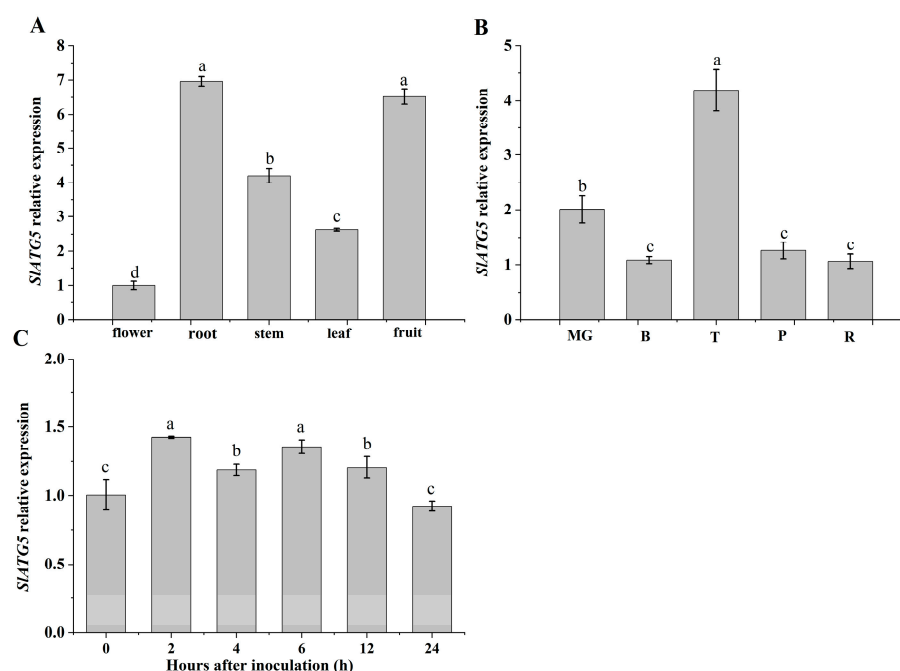 A
SlATG5 relative expression
8
7
6
5
4
3
2
1
0
a
a
b
c
d
flower root stem leaf fruit
B
SlATG5 relative expression
5
4
3
2
1
0
a
b
c
c
c
MG B T P R
C
SlATG5 relative expression
2.0
1.5
1.0
0.5
0.0
c
a
b
a
b
c
0 2 4 6 12 24
Hours after inoculation (h)